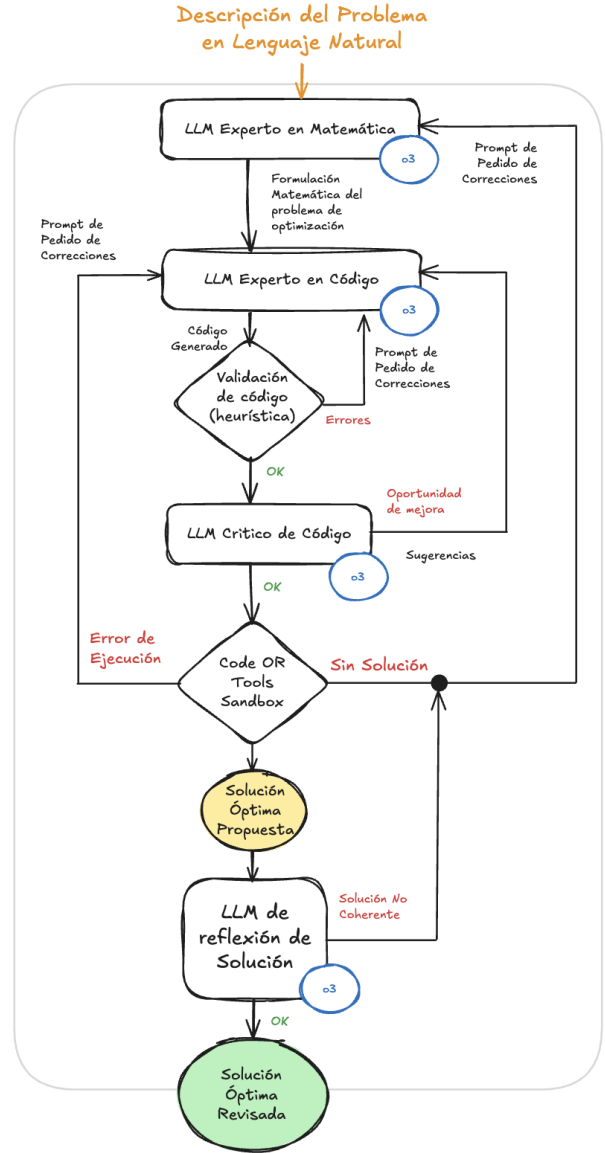 Descripción del Problema
en Lenguaje Natural
LLM Experto en Matemática
o3
Prompt de
Pedido de
Correcciones
Formulación
Matemática del
problema de
optimización
Prompt de
Pedido de
Correcciones
LLM Experto en Código
o3
Código
Generado
Prompt de
Pedido de
Correcciones
Validación
de código
(heurística)
Errores
OK
Oportunidad
de mejora
LLM Critico de Código
Sugerencias
o3
OK
Error de
Ejecución
Code OR
Tools
Sandbox
Sin Solución
Solución
Óptima
Propuesta
Solución No
Coherente
LLM de
reflexión de
Solución
o3
OK
Solución
Óptima
Revisada